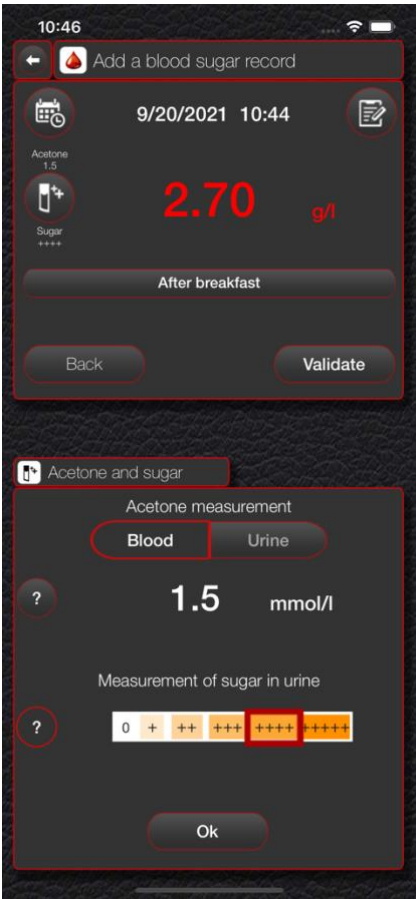 10:46
Add a blood sugar record
9/20/2021 10:44
Acetone
1.5
2.70 g/l
Sugar
++++
After breakfast
Back Validate
Acetone and sugar
Acetone measurement
Blood Urine
? 1.5 mmol/l
Measurement of sugar in urine
? 0 + ++ +++ ++++ +++++
Ok